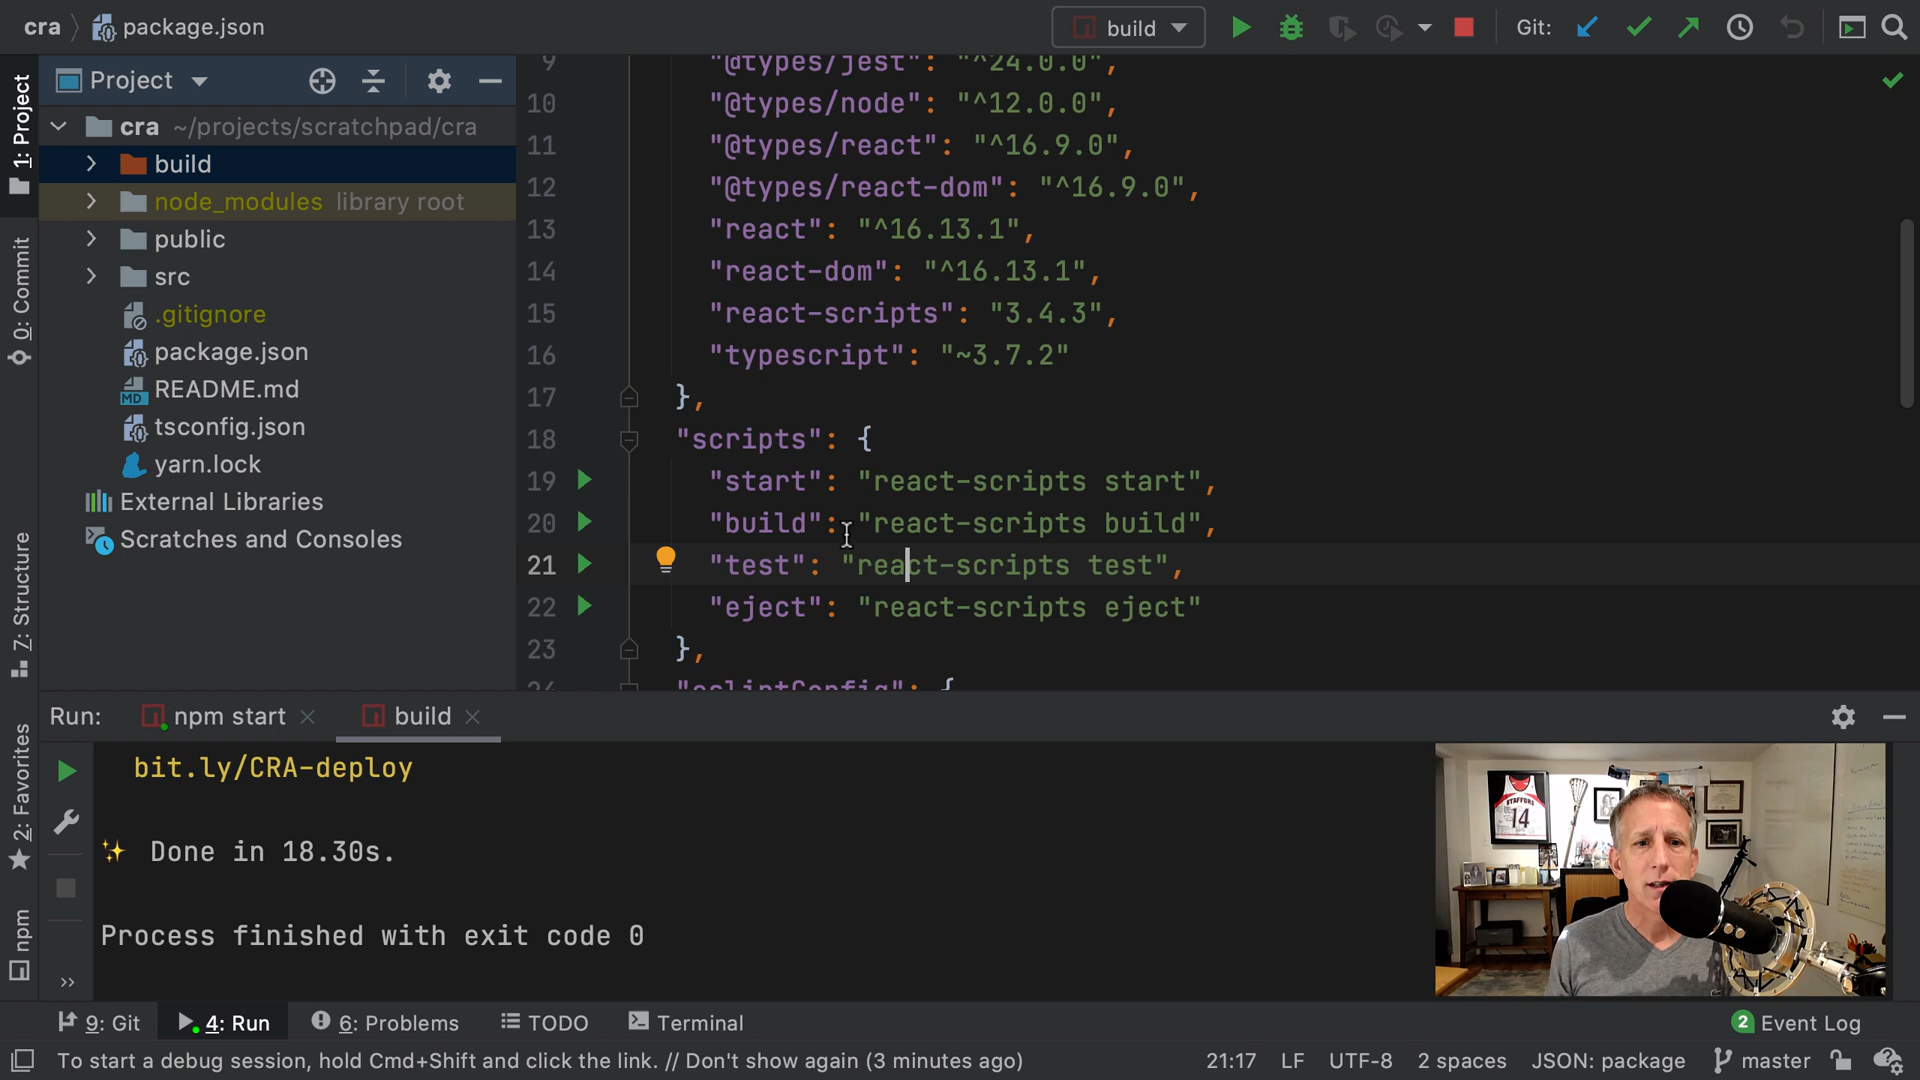 cra
package.json
build
Git:
1: Project
0: Commit
7: Structure
2: Favorites
npm
Project
cra ~/projects/scratchpad/cra
build
node_modules library root
public
src
.gitignore
package.json
README.md
tsconfig.json
yarn.lock
External Libraries
Scratches and Consoles
9 "@types/jest": "^24.0.0",
10 "@types/node": "^12.0.0",
11 "@types/react": "^16.9.0",
12 "@types/react-dom": "^16.9.0",
13 "react": "^16.13.1",
14 "react-dom": "^16.13.1",
15 "react-scripts": "3.4.3",
16 "typescript": "~3.7.2"
17 },
18 "scripts": {
19 "start": "react-scripts start",
20 "build": "react-scripts build",
21 "test": "react-scripts test",
22 "eject": "react-scripts eject"
23 },
24 "eslintConfig": {
Run: npm start build
bit.ly/CRA-deploy
✨ Done in 18.30s.
Process finished with exit code 0
STAFFORD
14
9: Git
4: Run
6: Problems
TODO
Terminal
2 Event Log
To start a debug session, hold Cmd+Shift and click the link. // Don't show again (3 minutes ago)
21:17 LF UTF-8 2 spaces JSON: package master